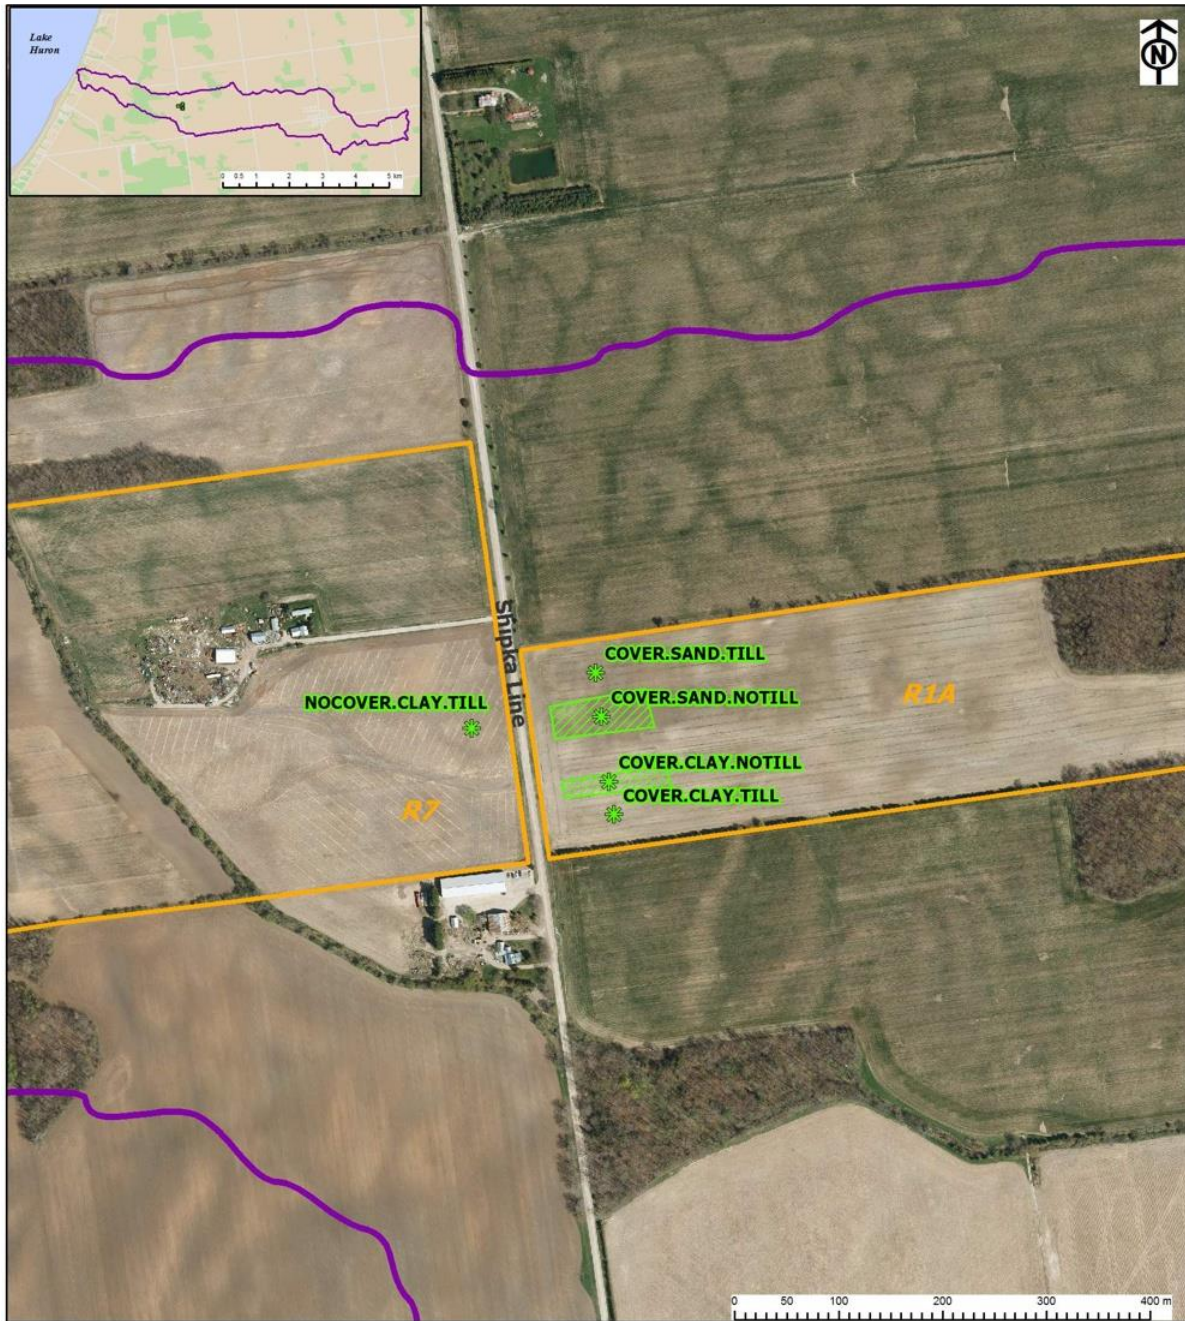 Lake
Huron
0 0.5 1 2 3 4 5 km
N
Shipka Line
COVER.SAND.TILL
COVER.SAND.NOTILL
NOCOVER.CLAY.TILL
R1A
COVER.CLAY.NOTILL
COVER.CLAY.TILL
R7
0 50 100 200 300 400 m